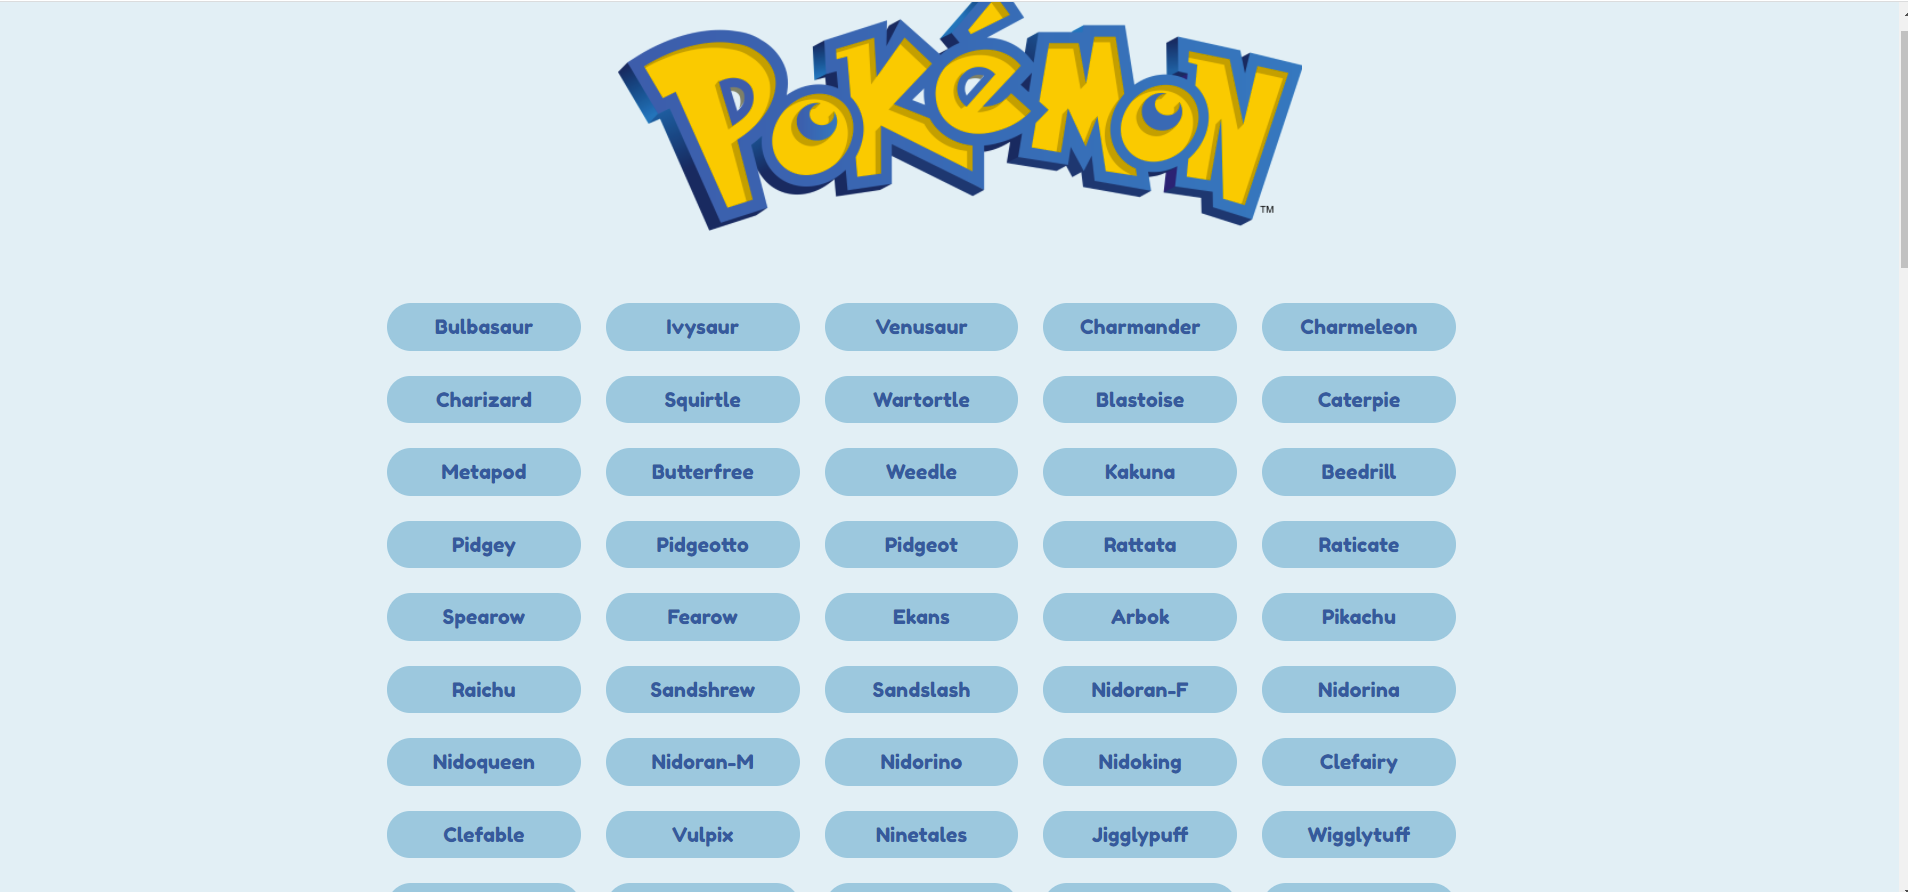 POKéMON
TM
Bulbasaur Ivysaur Venusaur Charmander Charmeleon
Charizard Squirtle Wartortle Blastoise Caterpie
Metapod Butterfree Weedle Kakuna Beedrill
Pidgey Pidgeotto Pidgeot Rattata Raticate
Spearow Fearow Ekans Arbok Pikachu
Raichu Sandshrew Sandslash Nidoran-F Nidorina
Nidoqueen Nidoran-M Nidorino Nidoking Clefairy
Clefable Vulpix Ninetales Jigglypuff Wigglytuff